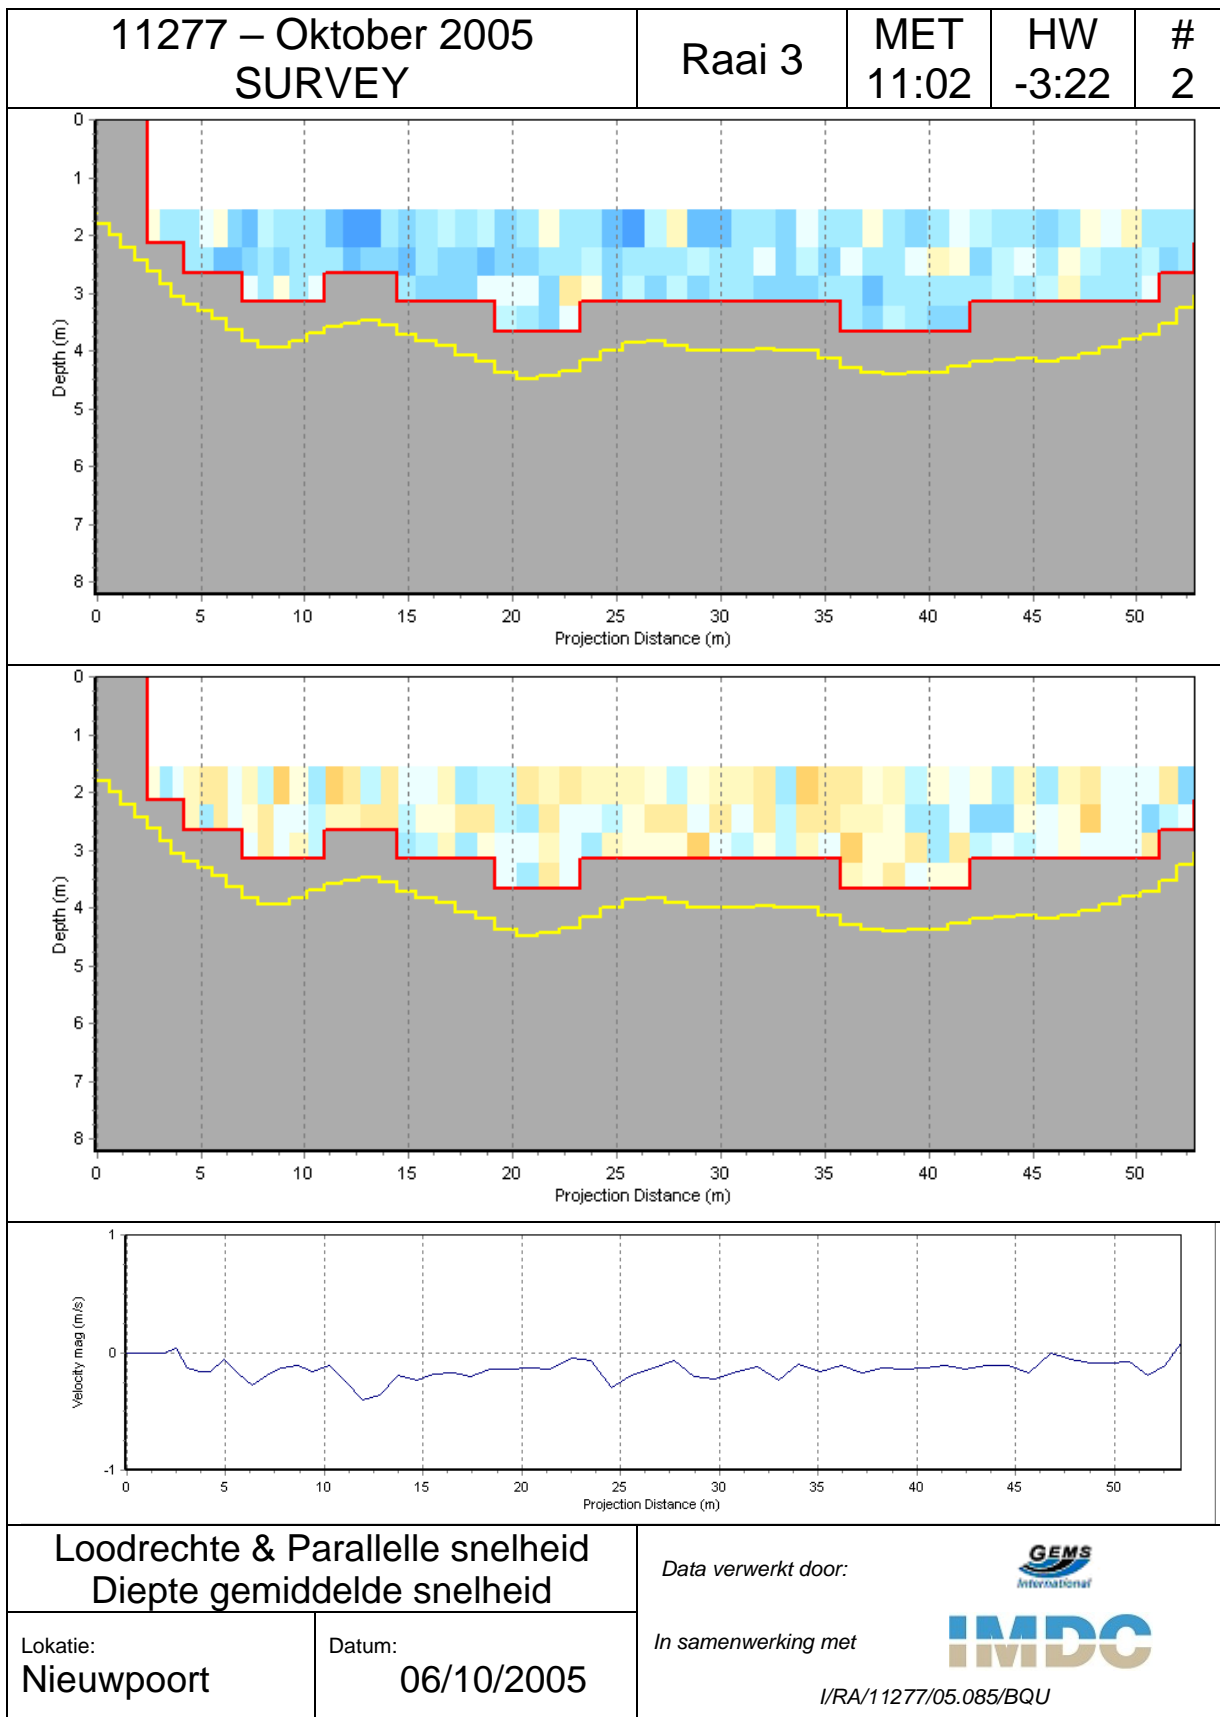 11277 – Oktober 2005
SURVEY
Raai 3
MET
11:02
HW
-3:22
#
2
0
1
2
3
4
5
6
7
8
Depth (m)
0 5 10 15 20 25 30 35 40 45 50
Projection Distance (m)
0
1
2
3
4
5
6
7
8
Depth (m)
0 5 10 15 20 25 30 35 40 45 50
Projection Distance (m)
1
0
-1
Velocity mag (m/s)
0 5 10 15 20 25 30 35 40 45 50
Projection Distance (m)
Loodrechte & Parallelle snelheid
Diepte gemiddelde snelheid
Lokatie:
Nieuwpoort
Datum:
06/10/2005
Data verwerkt door:
GEMS
International
In samenwerking met
IMDC
I/RA/11277/05.085/BQU